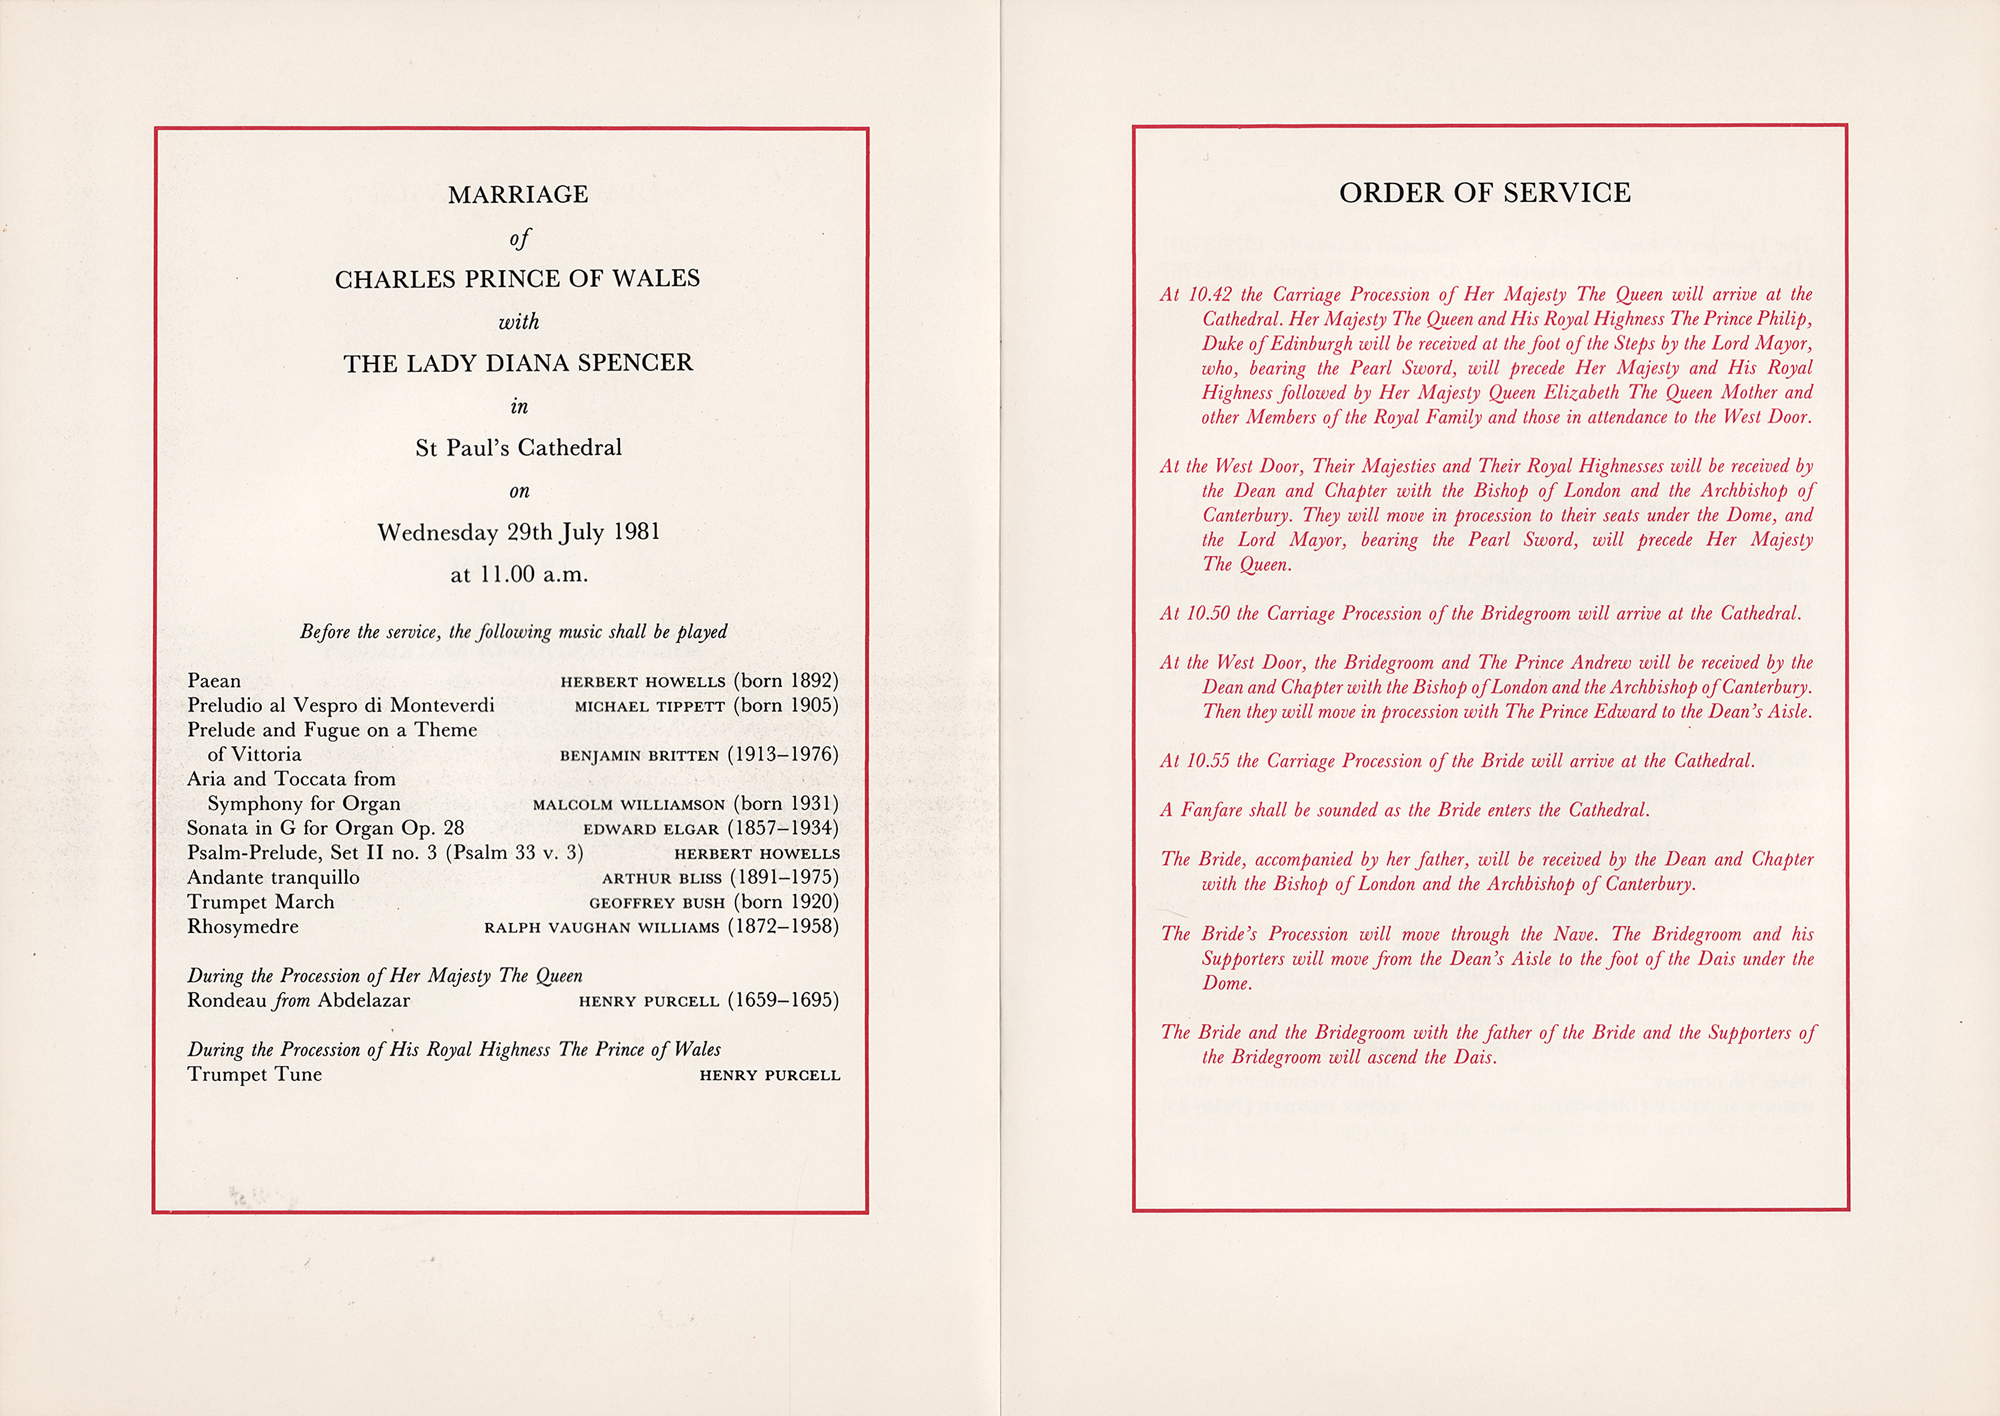 MARRIAGE
of
CHARLES PRINCE OF WALES
with
THE LADY DIANA SPENCER
in
St Paul's Cathedral
on
Wednesday 29th July 1981
at 11.00 a.m.
Before the service, the following music shall be played
Paean HERBERT HOWELLS (born 1892)
Preludio al Vespro di Monteverdi MICHAEL TIPPETT (born 1905)
Prelude and Fugue on a Theme
of Vittoria BENJAMIN BRITTEN (1913–1976)
Aria and Toccata from
Symphony for Organ MALCOLM WILLIAMSON (born 1931)
Sonata in G for Organ Op. 28 EDWARD ELGAR (1857–1934)
Psalm-Prelude, Set II no. 3 (Psalm 33 v. 3) HERBERT HOWELLS
Andante tranquillo ARTHUR BLISS (1891–1975)
Trumpet March GEOFFREY BUSH (born 1920)
Rhosymedre RALPH VAUGHAN WILLIAMS (1872–1958)
During the Procession of Her Majesty The Queen
Rondeau from Abdelazar HENRY PURCELL (1659–1695)
During the Procession of His Royal Highness The Prince of Wales
Trumpet Tune HENRY PURCELL
ORDER OF SERVICE
At 10.42 the Carriage Procession of Her Majesty The Queen will arrive at the
Cathedral. Her Majesty The Queen and His Royal Highness The Prince Philip,
Duke of Edinburgh will be received at the foot of the Steps by the Lord Mayor,
who, bearing the Pearl Sword, will precede Her Majesty and His Royal
Highness followed by Her Majesty Queen Elizabeth The Queen Mother and
other Members of the Royal Family and those in attendance to the West Door.
At the West Door, Their Majesties and Their Royal Highnesses will be received by
the Dean and Chapter with the Bishop of London and the Archbishop of
Canterbury. They will move in procession to their seats under the Dome, and
the Lord Mayor, bearing the Pearl Sword, will precede Her Majesty
The Queen.
At 10.50 the Carriage Procession of the Bridegroom will arrive at the Cathedral.
At the West Door, the Bridegroom and The Prince Andrew will be received by the
Dean and Chapter with the Bishop of London and the Archbishop of Canterbury.
Then they will move in procession with The Prince Edward to the Dean's Aisle.
At 10.55 the Carriage Procession of the Bride will arrive at the Cathedral.
A Fanfare shall be sounded as the Bride enters the Cathedral.
The Bride, accompanied by her father, will be received by the Dean and Chapter
with the Bishop of London and the Archbishop of Canterbury.
The Bride's Procession will move through the Nave. The Bridegroom and his
Supporters will move from the Dean's Aisle to the foot of the Dais under the
Dome.
The Bride and the Bridegroom with the father of the Bride and the Supporters of
the Bridegroom will ascend the Dais.